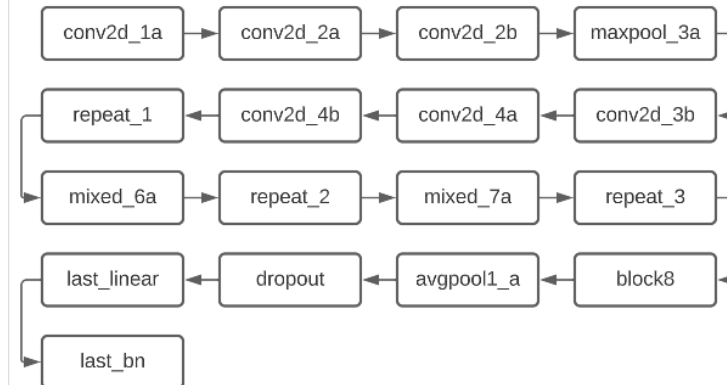 conv2d_1a conv2d_2a conv2d_2b maxpool_3a
repeat_1 conv2d_4b conv2d_4a conv2d_3b
mixed_6a repeat_2 mixed_7a repeat_3
last_linear dropout avgpool1_a block8
last_bn